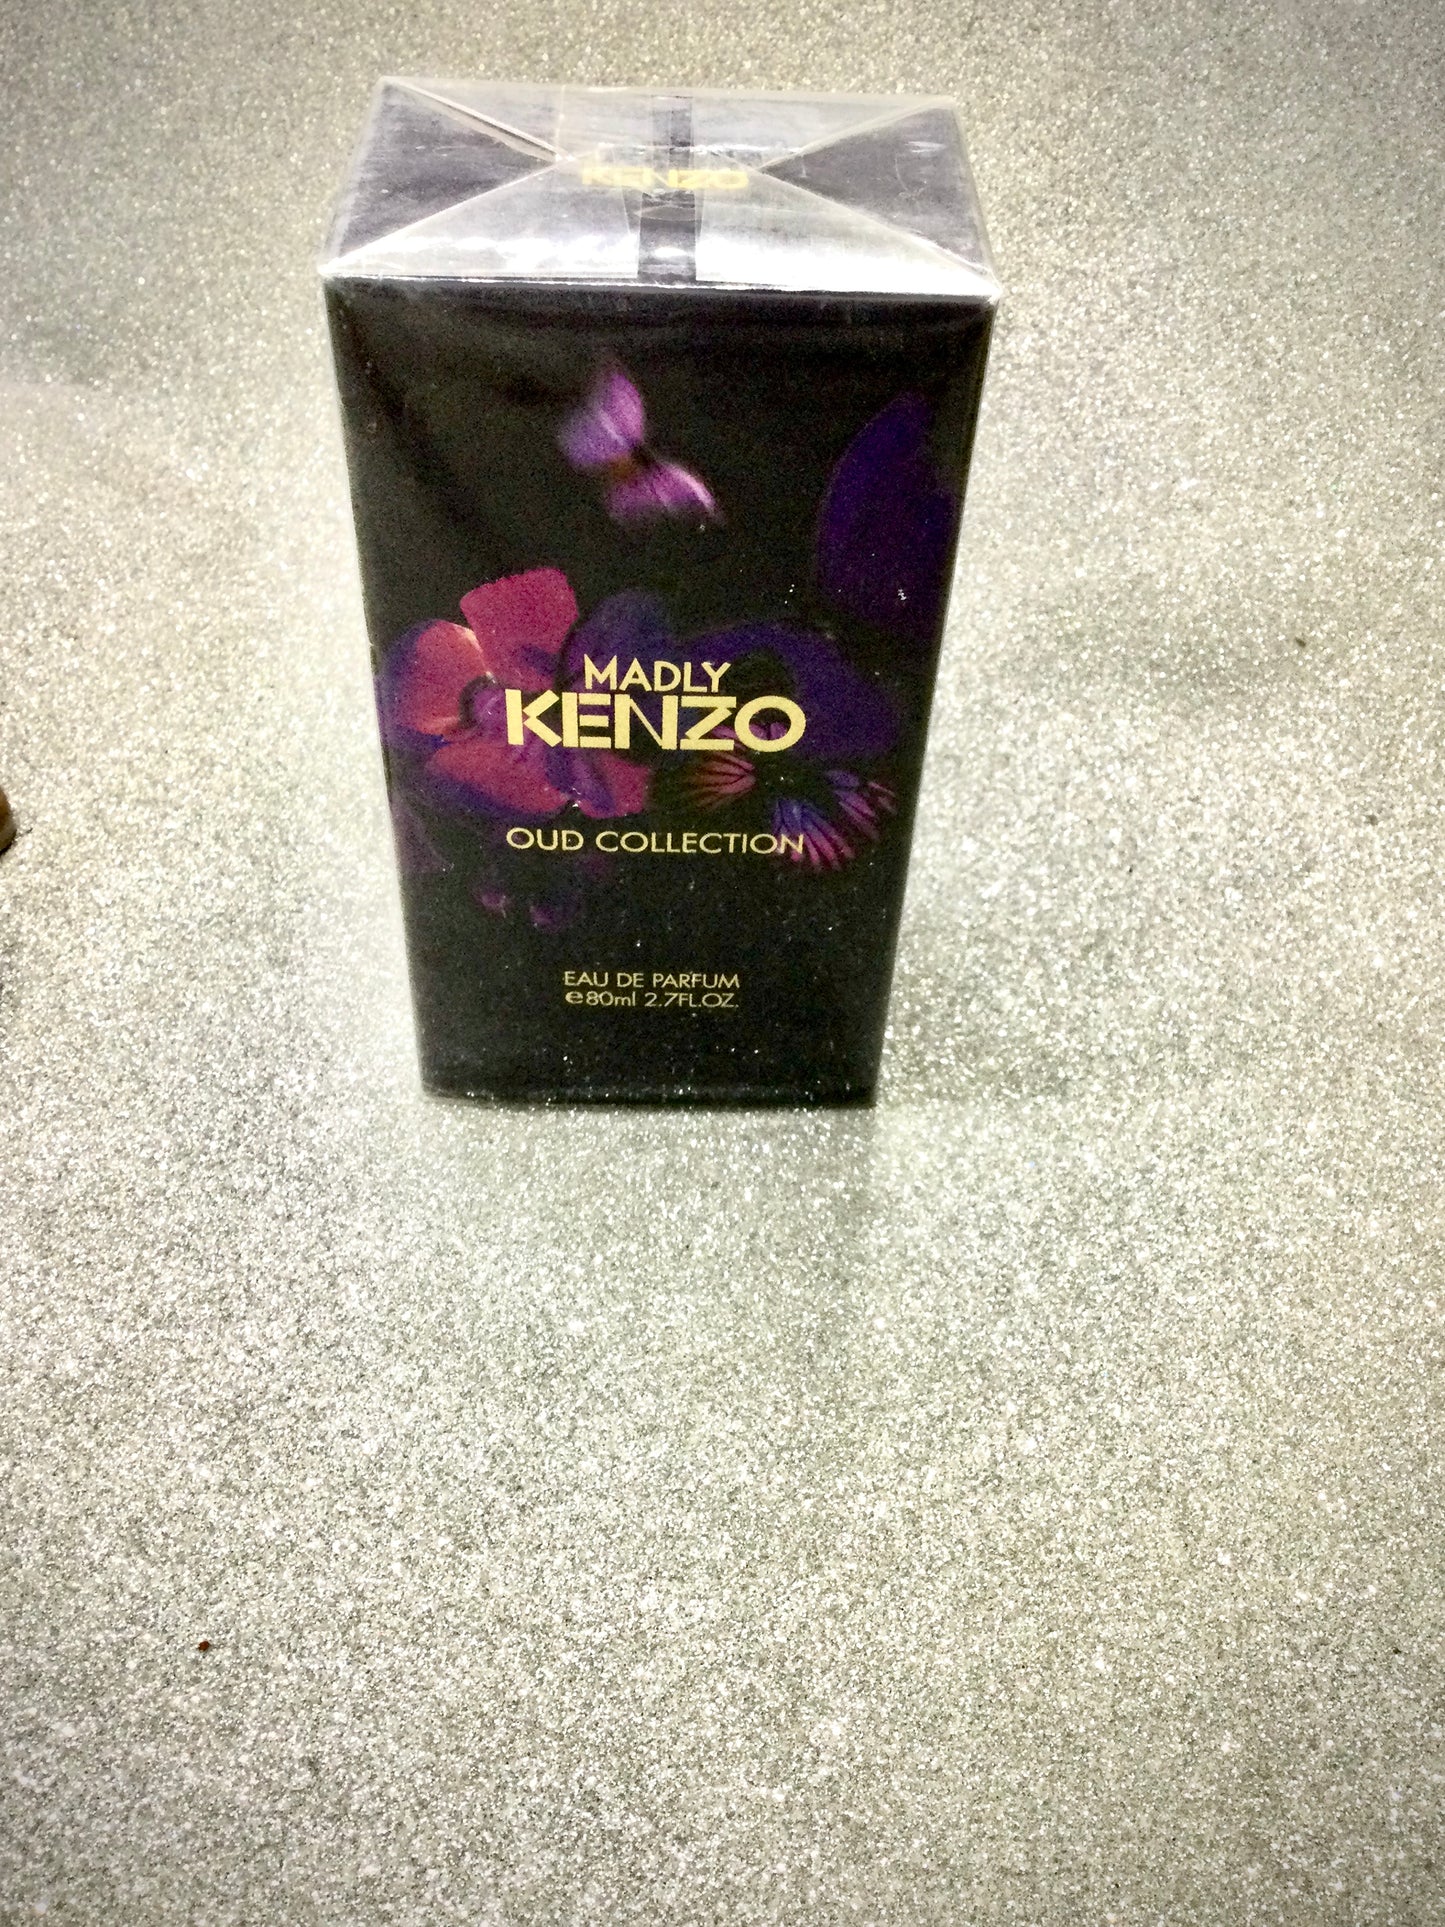 KENZO
MADLY
KENZO
OUD COLLECTION
EAU DE PARFUM
℮80ml 2.7FL.OZ.